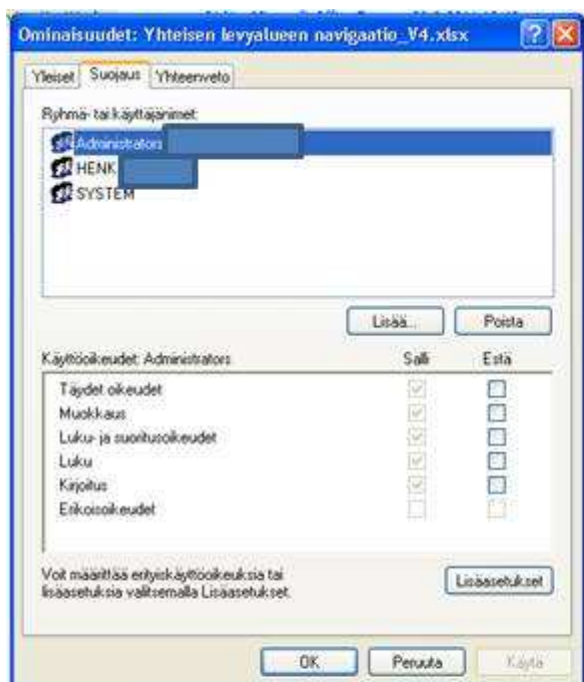 Ominaisuudet: Yhteisen levyalueen navigaatio_V4.xlsx
Yleiset Suojaus Yhteenveto
Ryhmä- tai käyttäjänimet:
Administrators
HENK
SYSTEM
Lisää... Poista
Käyttöoikeudet: Administrators Salli Estä
Täydet oikeudet
Muokkaus
Luku- ja suoritusoikeudet
Luku
Kirjoitus
Erikoisoikeudet
Voit määrittää erityiskäyttöoikeuksia tai
lisäasetuksia valitsemalla Lisäasetukset.
Lisäasetukset
OK Peruuta Käytä